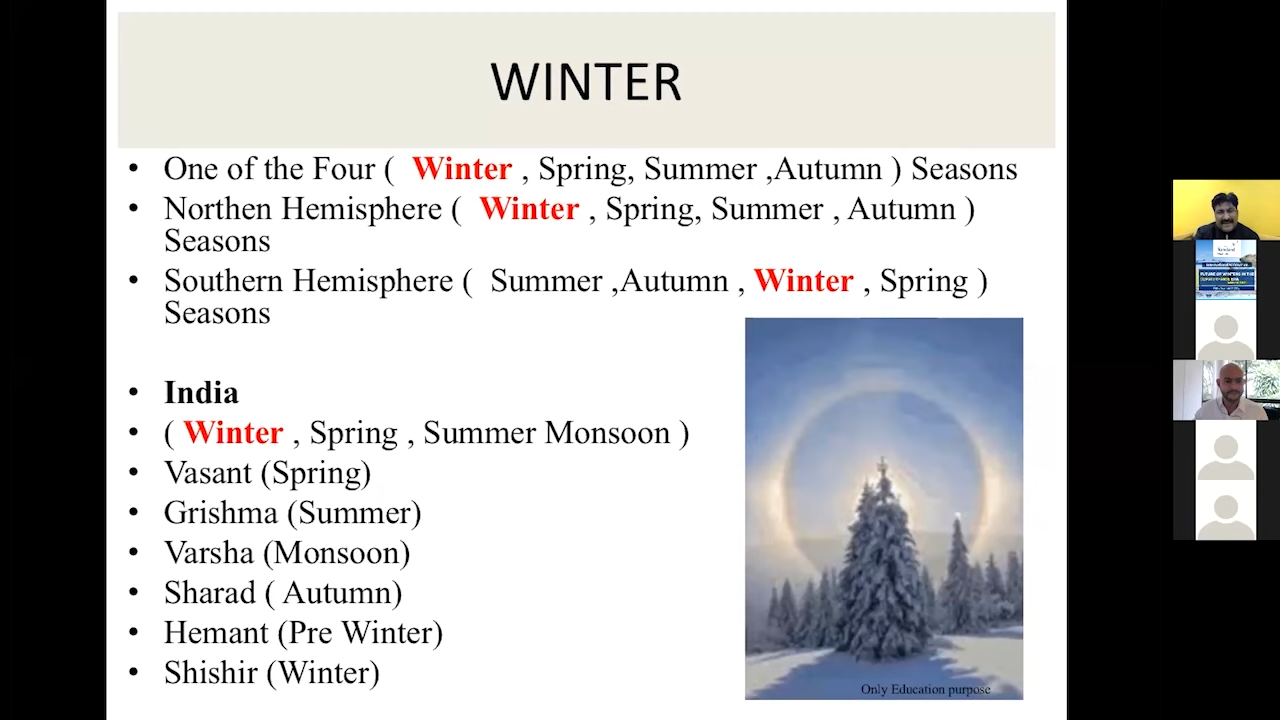 WINTER
• One of the Four ( Winter , Spring, Summer ,Autumn ) Seasons
• Northen Hemisphere ( Winter , Spring, Summer , Autumn )
Seasons
• Southern Hemisphere ( Summer ,Autumn , Winter , Spring )
Seasons
• India
• ( Winter , Spring , Summer Monsoon )
• Vasant (Spring)
• Grishma (Summer)
• Varsha (Monsoon)
• Sharad ( Autumn)
• Hemant (Pre Winter)
• Shishir (Winter)
Only Education purpose